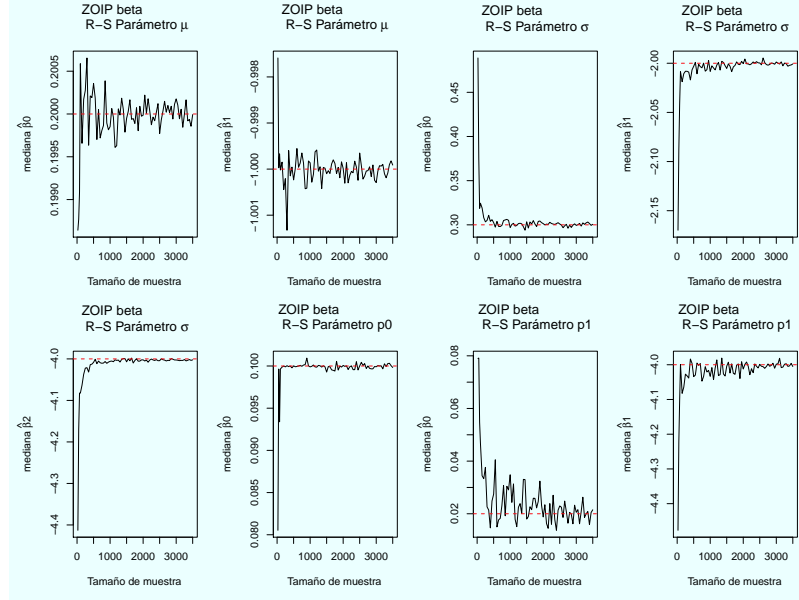 ZOIP beta
R−S Parámetro μ
mediana β̂0
0.1990 0.1995 0.2000 0.2005
0 1000 2000 3000
Tamaño de muestra
ZOIP beta
R−S Parámetro μ
mediana β̂1
−1.001 −1.000 −0.999 −0.998
0 1000 2000 3000
Tamaño de muestra
ZOIP beta
R−S Parámetro σ
mediana β̂0
0.30 0.35 0.40 0.45
0 1000 2000 3000
Tamaño de muestra
ZOIP beta
R−S Parámetro σ
mediana β̂1
−2.15 −2.10 −2.05 −2.00
0 1000 2000 3000
Tamaño de muestra
ZOIP beta
R−S Parámetro σ
mediana β̂2
−4.4 −4.3 −4.2 −4.1 −4.0
0 1000 2000 3000
Tamaño de muestra
ZOIP beta
R−S Parámetro p0
mediana β̂0
0.080 0.085 0.090 0.095 0.100
0 1000 2000 3000
Tamaño de muestra
ZOIP beta
R−S Parámetro p1
mediana β̂0
0.02 0.04 0.06 0.08
0 1000 2000 3000
Tamaño de muestra
ZOIP beta
R−S Parámetro p1
mediana β̂1
−4.4 −4.3 −4.2 −4.1 −4.0
0 1000 2000 3000
Tamaño de muestra